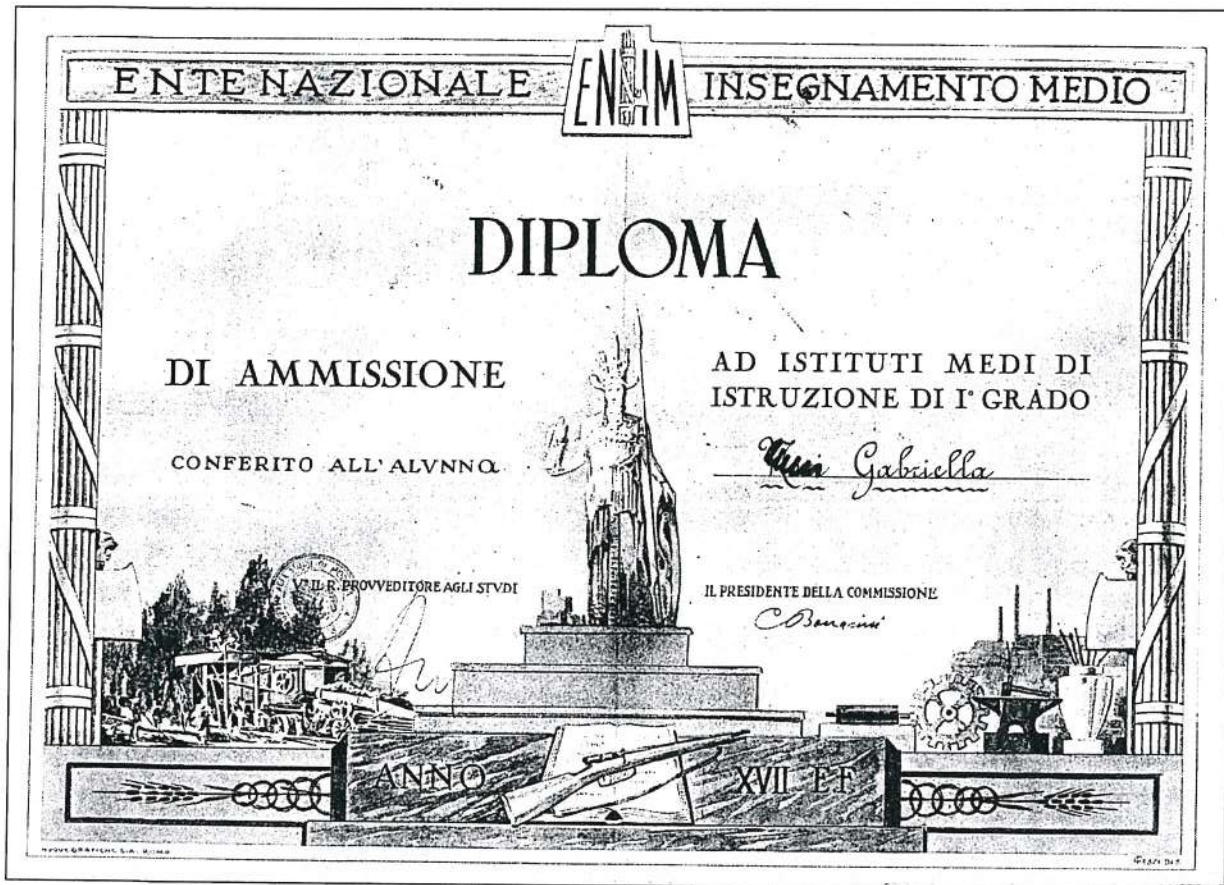 ENTE NAZIONALE ENIM INSEGNAMENTO MEDIO
DIPLOMA
DI AMMISSIONE
AD ISTITUTI MEDI DI
ISTRUZIONE DI I° GRADO
CONFERITO ALL'ALVNNa
Gabriella
V° IL R. PROVVEDITORE AGLI STVDI
IL PRESIDENTE DELLA COMMISSIONE
ANNO XVII E F